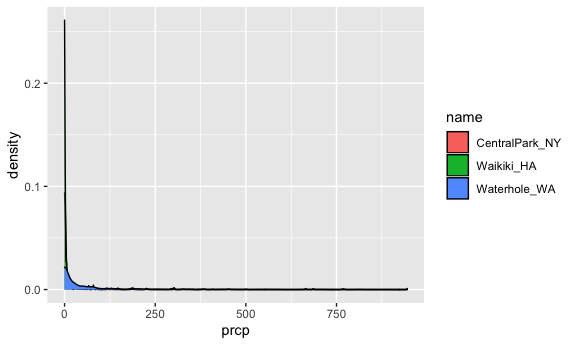 0.2
0.1
0.0
density
0
250
500
750
prcp
name
CentralPark_NY
Waikiki_HA
Waterhole_WA